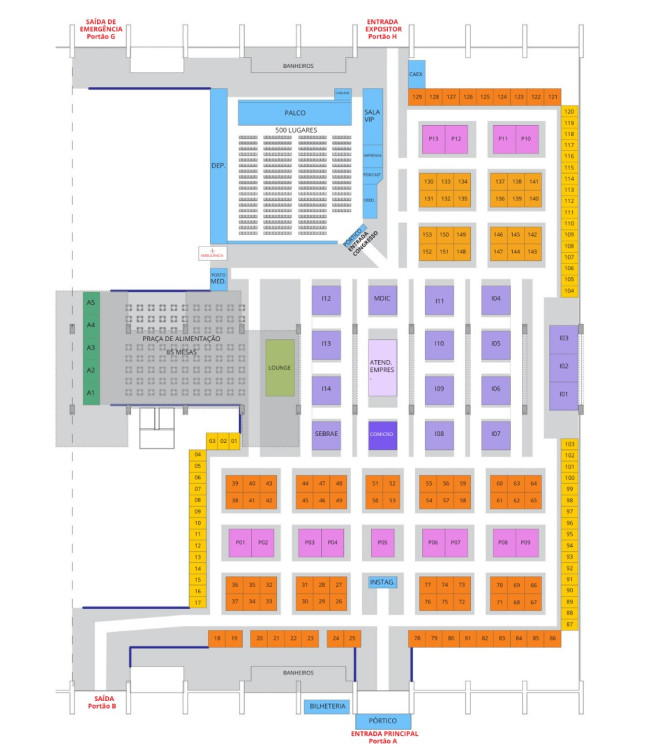 SAÍDA DE
EMERGÊNCIA
Portão G
ENTRADA
EXPOSITOR
Portão H
BANHEIROS
CAEX
129 128 127 126 125 124 123 122 121
PALCO
SALA
VIP
500 LUGARES
DEP.
IMPRENSA
PODCAST
PÓRTICO
ENTRADA
CONGRESSO
AMBULÂNCIA
POSTO
MED.
P13 P12
P11 P10
130 133 134
131 132 135
137 138 141
136 139 140
153 150 149
152 151 148
146 145 142
147 144 143
120
119
118
117
116
115
114
113
112
111
110
109
108
107
106
105
104
A5
A4
A3
A2
A1
PRAÇA DE ALIMENTAÇÃO
85 MESAS
LOUNGE
I12
MDIC
I11
I04
I13
ATEND.
EMPRES
.
I10
I05
I14
I09
I06
SEBRAE
COMICRO
I08
I07
I03
I02
I01
03 02 01
04
05
06
07
08
09
10
11
12
13
14
15
16
17
39 40 43
38 41 42
44 47 48
45 46 49
51 52
50 53
55 56 59
54 57 58
60 63 64
61 62 65
P01 P02
P03 P04
P05
P06 P07
P08 P09
36 35 32
37 34 33
31 28 27
30 29 26
INSTAG.
77 74 73
76 75 72
70 69 66
71 68 67
103
102
101
100
99
98
97
96
95
94
93
92
91
90
89
88
87
18 19
20 21 22 23
24 25
78 79 80 81 82 83 84 85 86
BANHEIROS
SAÍDA
Portão B
BILHETERIA
PÓRTICO
ENTRADA PRINCIPAL
Portão A